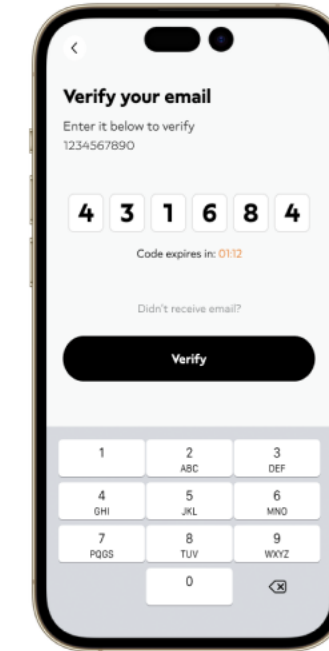 Verify your email
Enter it below to verify
1234567890
4 3 1 6 8 4
Code expires in: 01:12
Didn't receive email?
Verify
1 2 3
ABC DEF
4 5 6
GHI JKL MNO
7 8 9
PQGS TUV WXYZ
0